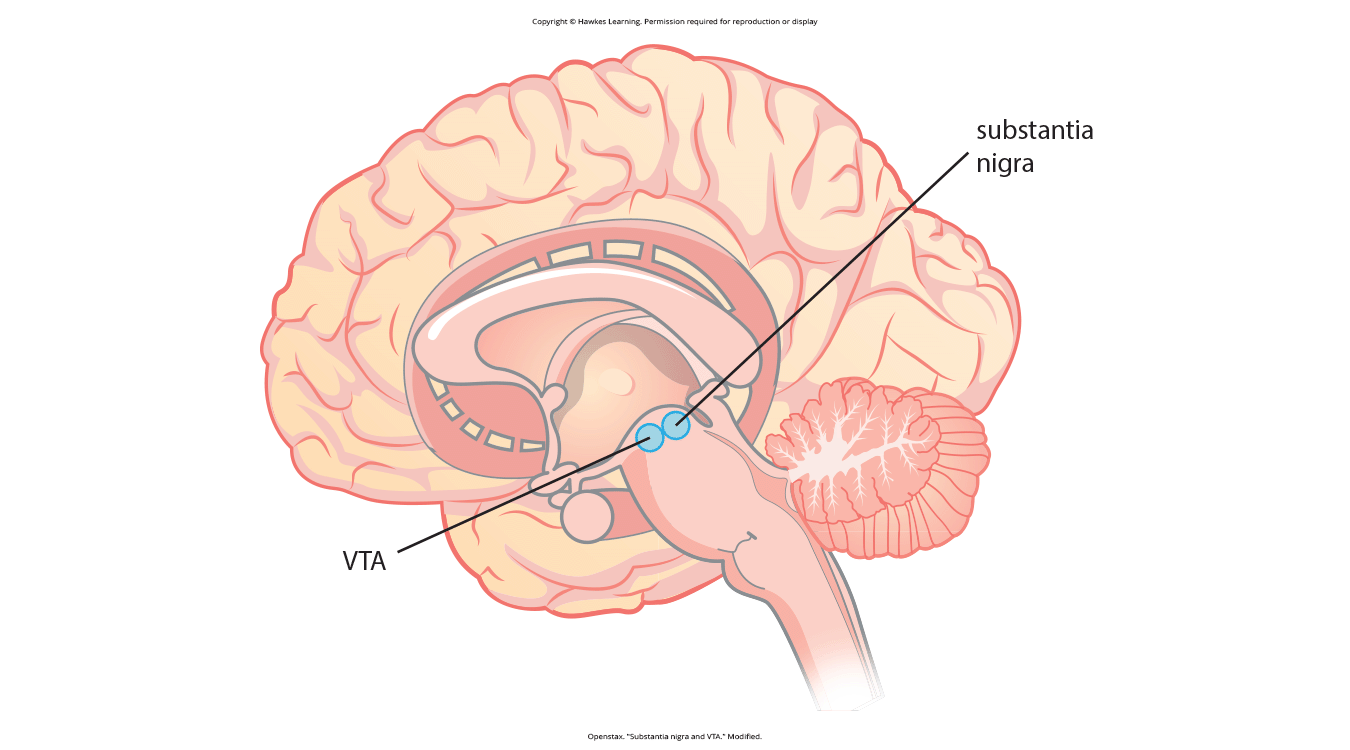 Copyright © Hawkes Learning. Permission required for reproduction or display
substantia
nigra
VTA
Openstax. "Substantia nigra and VTA." Modified.